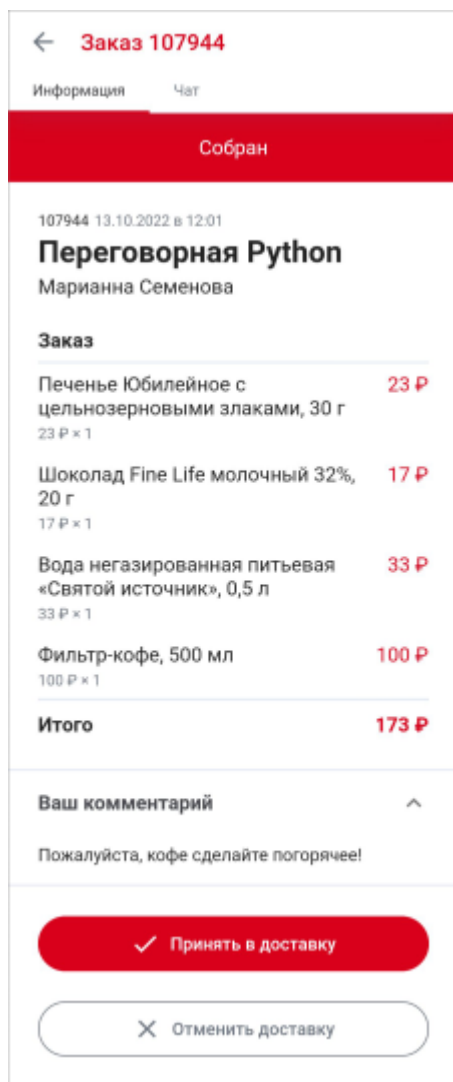 Заказ 107944
Информация Чат
Собран
107944 13.10.2022 в 12:01
Переговорная Python
Марианна Семенова
Заказ
Печенье Юбилейное с 23 ₽
цельнозерновыми злаками, 30 г
23 ₽ × 1
Шоколад Fine Life молочный 32%, 17 ₽
20 г
17 ₽ × 1
Вода негазированная питьевая 33 ₽
«Святой источник», 0,5 л
33 ₽ × 1
Фильтр-кофе, 500 мл 100 ₽
100 ₽ × 1
Итого 173 ₽
Ваш комментарий
Пожалуйста, кофе сделайте погорячее!
Принять в доставку
Отменить доставку